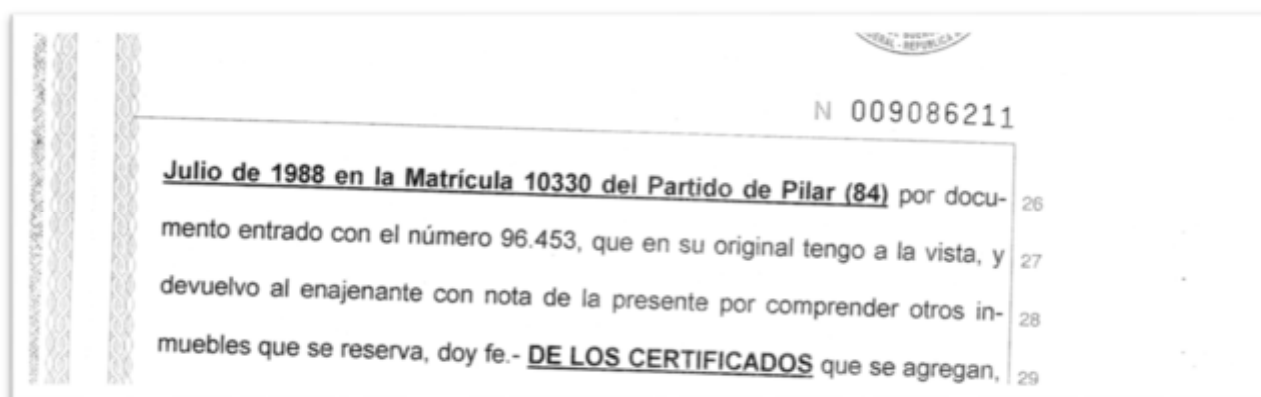 FEDERAL - REPUBLICA
N 009086211
Julio de 1988 en la Matrícula 10330 del Partido de Pilar (84) por docu- 26
mento entrado con el número 96.453, que en su original tengo a la vista, y 27
devuelvo al enajenante con nota de la presente por comprender otros in- 28
muebles que se reserva, doy fe.- DE LOS CERTIFICADOS que se agregan, 29